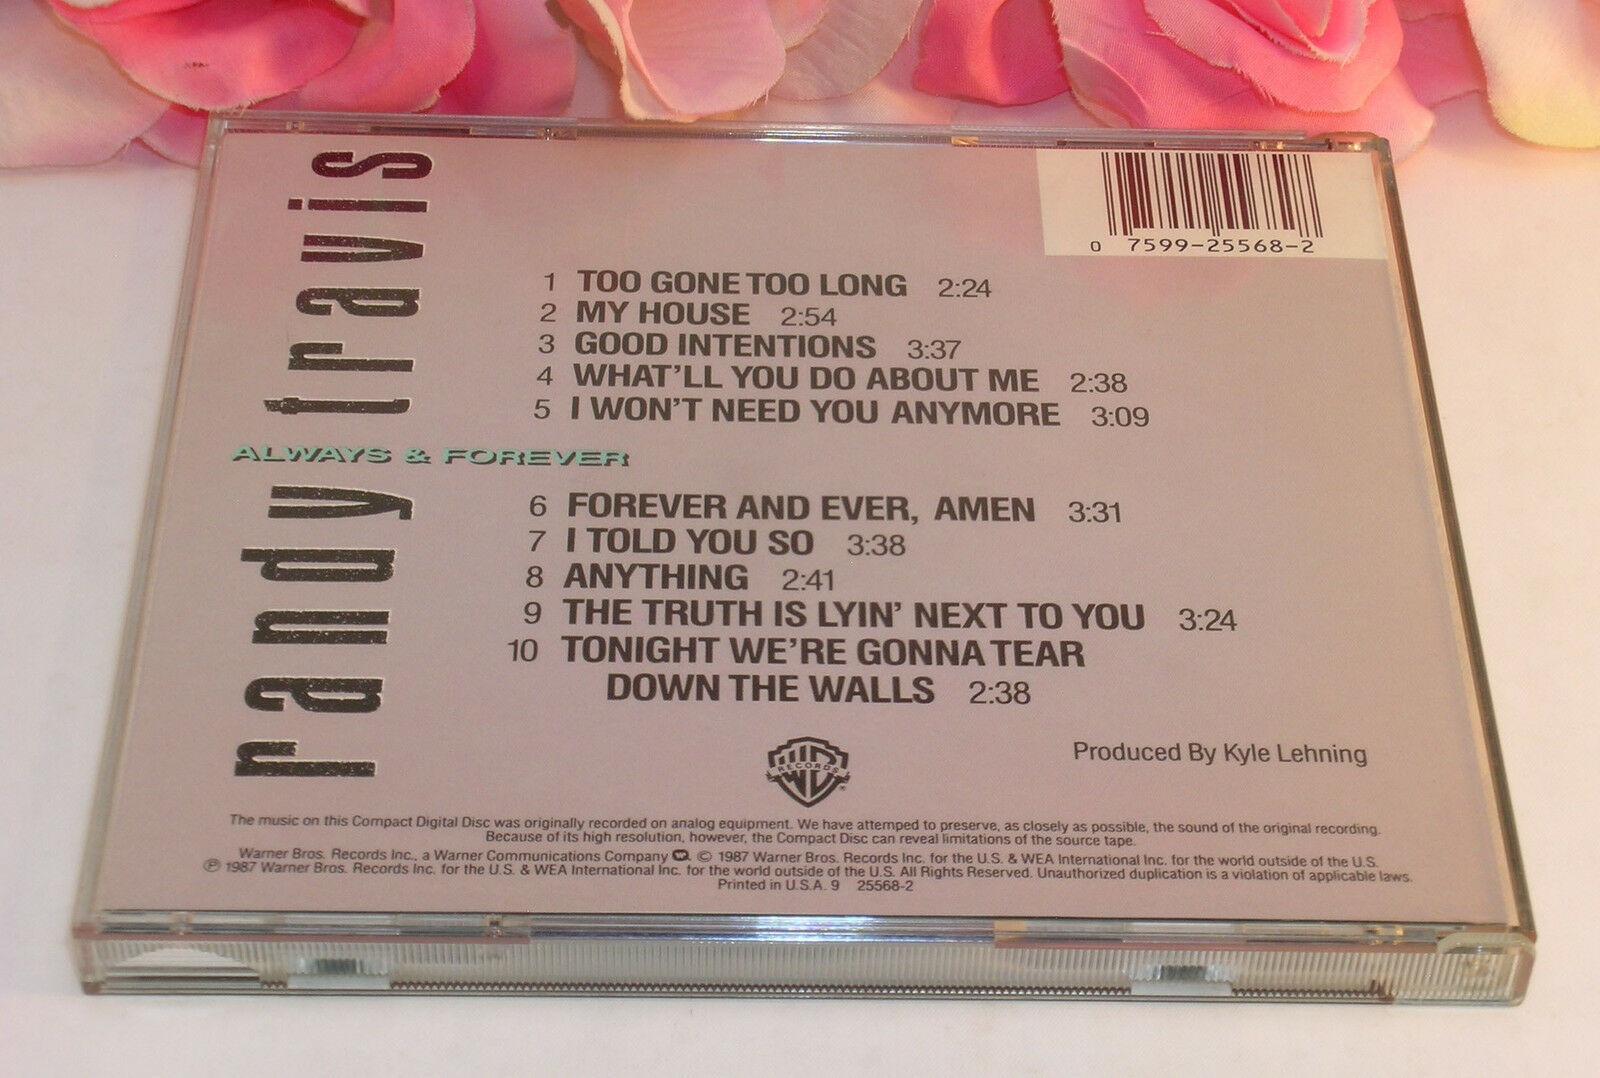 randy travis
0 7599-25568-2
1 TOO GONE TOO LONG 2:24
2 MY HOUSE 2:54
3 GOOD INTENTIONS 3:37
4 WHAT'LL YOU DO ABOUT ME 2:38
5 I WON'T NEED YOU ANYMORE 3:09
ALWAYS & FOREVER
6 FOREVER AND EVER, AMEN 3:31
7 I TOLD YOU SO 3:38
8 ANYTHING 2:41
9 THE TRUTH IS LYIN' NEXT TO YOU 3:24
10 TONIGHT WE'RE GONNA TEAR
DOWN THE WALLS 2:38
WB RECORDS ®
Produced By Kyle Lehning
The music on this Compact Digital Disc was originally recorded on analog equipment. We have attemped to preserve, as closely as possible, the sound of the original recording.
Because of its high resolution, however, the Compact Disc can reveal limitations of the source tape.
Warner Bros. Records Inc., a Warner Communications Company © 1987 Warner Bros. Records Inc. for the U.S. & WEA International Inc. for the world outside of the U.S.
℗ 1987 Warner Bros. Records Inc. for the U.S. & WEA International Inc. for the world outside of the U.S. All Rights Reserved. Unauthorized duplication is a violation of applicable laws.
Printed in U.S.A. 9 25568-2